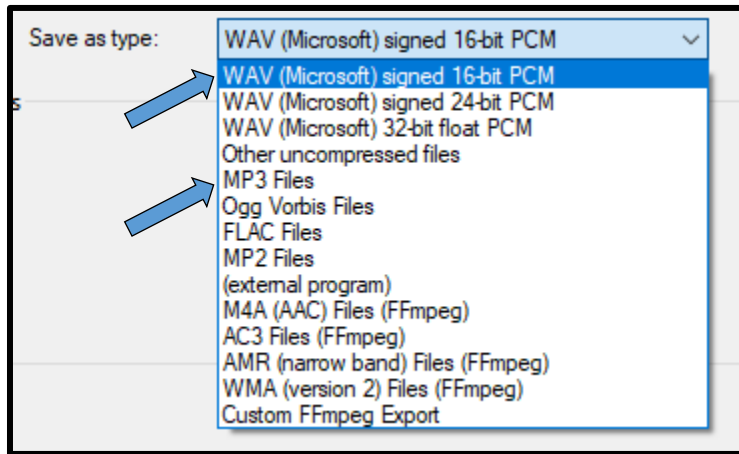 Save as type: WAV (Microsoft) signed 16-bit PCM
WAV (Microsoft) signed 16-bit PCM
s
WAV (Microsoft) signed 24-bit PCM
WAV (Microsoft) 32-bit float PCM
Other uncompressed files
MP3 Files
Ogg Vorbis Files
FLAC Files
MP2 Files
(external program)
M4A (AAC) Files (FFmpeg)
AC3 Files (FFmpeg)
AMR (narrow band) Files (FFmpeg)
WMA (version 2) Files (FFmpeg)
Custom FFmpeg Export